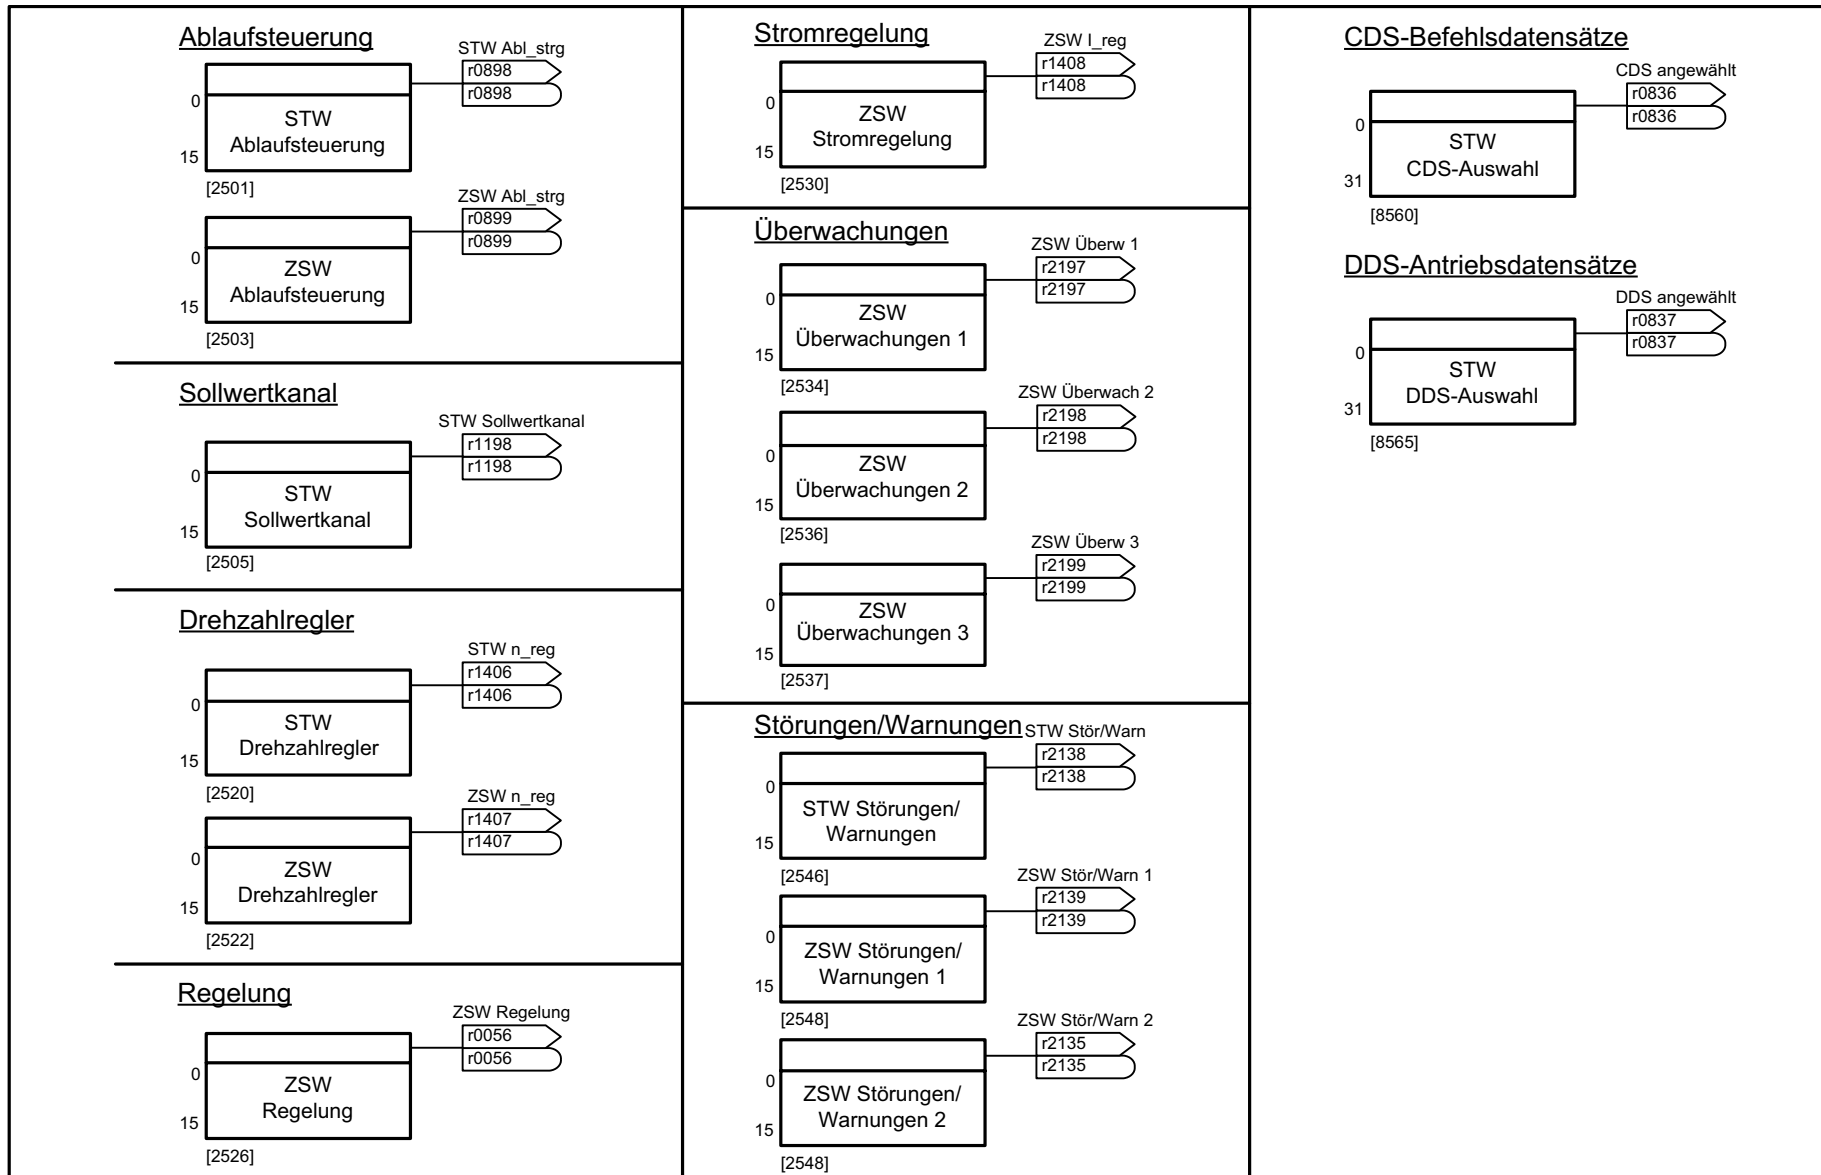 Ablaufsteuerung
STW Abl_strg
r0898
r0898
0
STW
Ablaufsteuerung
15
[2501]
ZSW Abl_strg
r0899
r0899
0
ZSW
Ablaufsteuerung
15
[2503]
Sollwertkanal
STW Sollwertkanal
r1198
r1198
0
STW
Sollwertkanal
15
[2505]
Drehzahlregler
STW n_reg
r1406
r1406
0
STW
Drehzahlregler
15
[2520]
ZSW n_reg
r1407
r1407
0
ZSW
Drehzahlregler
15
[2522]
Regelung
ZSW Regelung
r0056
r0056
0
ZSW
Regelung
15
[2526]
Stromregelung
ZSW I_reg
r1408
r1408
0
ZSW
Stromregelung
15
[2530]
Überwachungen
ZSW Überw 1
r2197
r2197
0
ZSW
Überwachungen 1
15
[2534]
ZSW Überwach 2
r2198
r2198
0
ZSW
Überwachungen 2
15
[2536]
ZSW Überw 3
r2199
r2199
0
ZSW
Überwachungen 3
15
[2537]
Störungen/Warnungen
STW Stör/Warn
r2138
r2138
0
STW Störungen/
Warnungen
15
[2546]
ZSW Stör/Warn 1
r2139
r2139
0
ZSW Störungen/
Warnungen 1
15
[2548]
ZSW Stör/Warn 2
r2135
r2135
0
ZSW Störungen/
Warnungen 2
15
[2548]
CDS-Befehlsdatensätze
CDS angewählt
r0836
r0836
0
STW
CDS-Auswahl
31
[8560]
DDS-Antriebsdatensätze
DDS angewählt
r0837
r0837
0
STW
DDS-Auswahl
31
[8565]